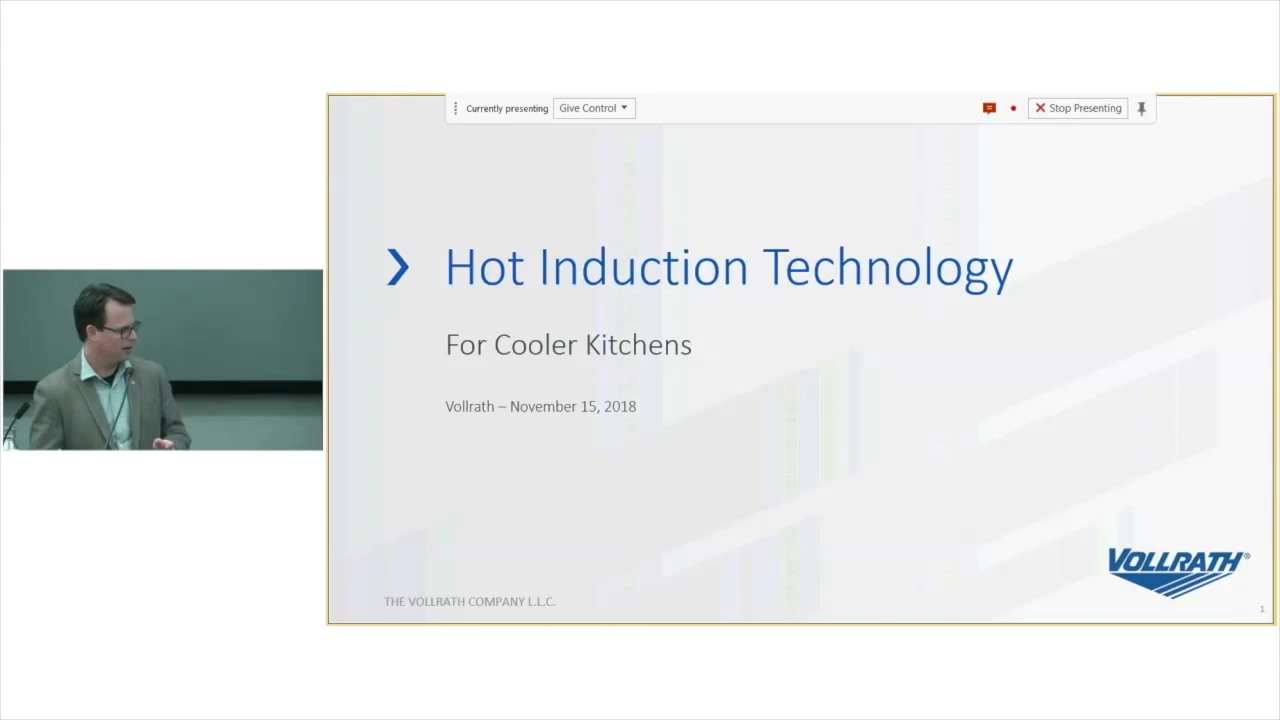 Currently presenting Give Control Stop Presenting
Hot Induction Technology
For Cooler Kitchens
Vollrath – November 15, 2018
VOLLRATH®
THE VOLLRATH COMPANY L.L.C.
1